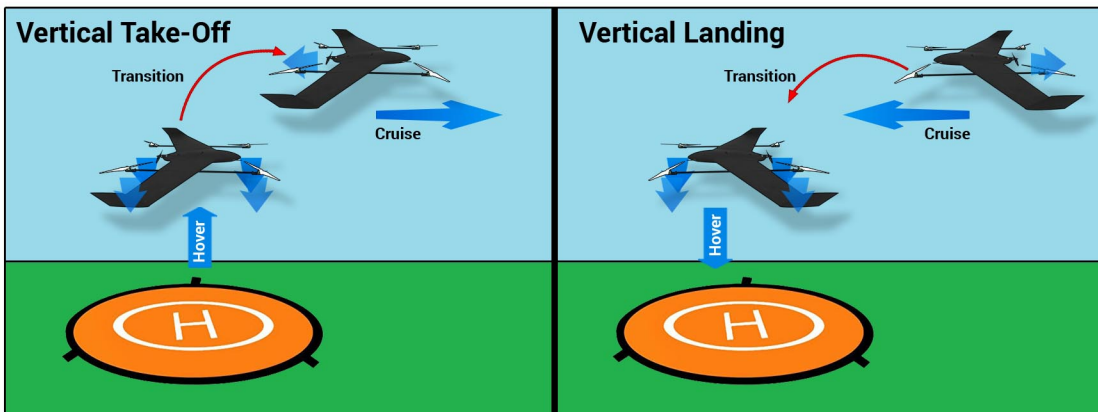 Vertical Take-Off
Transition
Cruise
Hover
H
Vertical Landing
Transition
Cruise
Hover
H